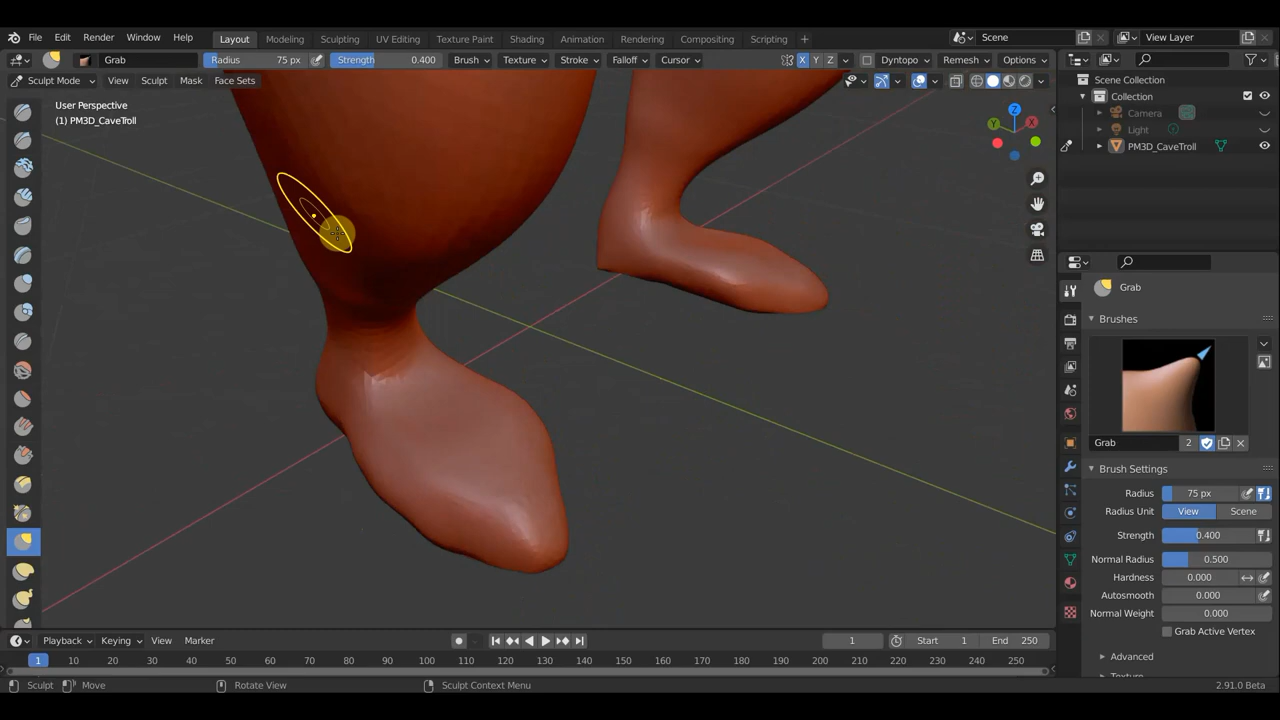 File Edit Render Window Help Layout Modeling Sculpting UV Editing Texture Paint Shading Animation Rendering Compositing Scripting + Scene View Layer
Grab Radius 75 px Strength 0.400 Brush Texture Stroke Falloff Cursor X Y Z Dyntopo Remesh Options
Sculpt Mode View Sculpt Mask Face Sets
User Perspective
(1) PM3D_CaveTroll
Z
Y X
Scene Collection
Collection
Camera
Light
PM3D_CaveTroll
Grab
Brushes
Grab 2
Brush Settings
Radius 75 px
Radius Unit View Scene
Strength 0.400
Normal Radius 0.500
Hardness 0.000
Autosmooth 0.000
Normal Weight 0.000
Grab Active Vertex
Advanced
Playback Keying View Marker 1 Start 1 End 250
1 10 20 30 40 50 60 70 80 90 100 110 120 130 140 150 160 170 180 190 200 210 220 230 240 250
Sculpt Move Rotate View Sculpt Context Menu 2.91.0 Beta